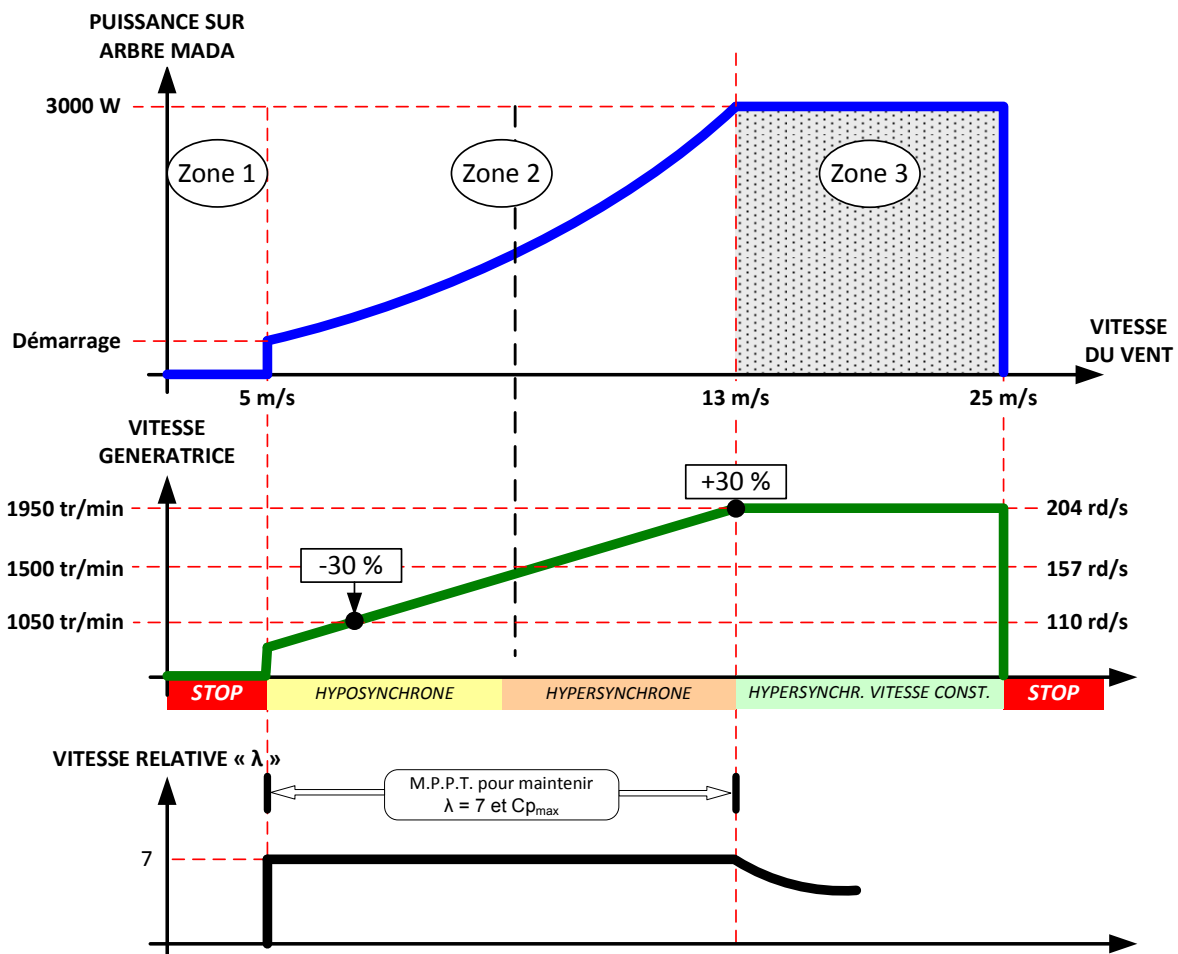 PUISSANCE SUR
ARBRE MADA
3000 W
Zone 1
Zone 2
Zone 3
Démarrage
VITESSE
DU VENT
5 m/s
13 m/s
25 m/s
VITESSE
GENERATRICE
+30 %
1950 tr/min
204 rd/s
-30 %
1500 tr/min
157 rd/s
1050 tr/min
110 rd/s
STOP
HYPOSYNCHRONE
HYPERSYNCHRONE
HYPERSYNCHR. VITESSE CONST.
STOP
VITESSE RELATIVE « λ »
M.P.P.T. pour maintenir
λ = 7 et Cpmax
7